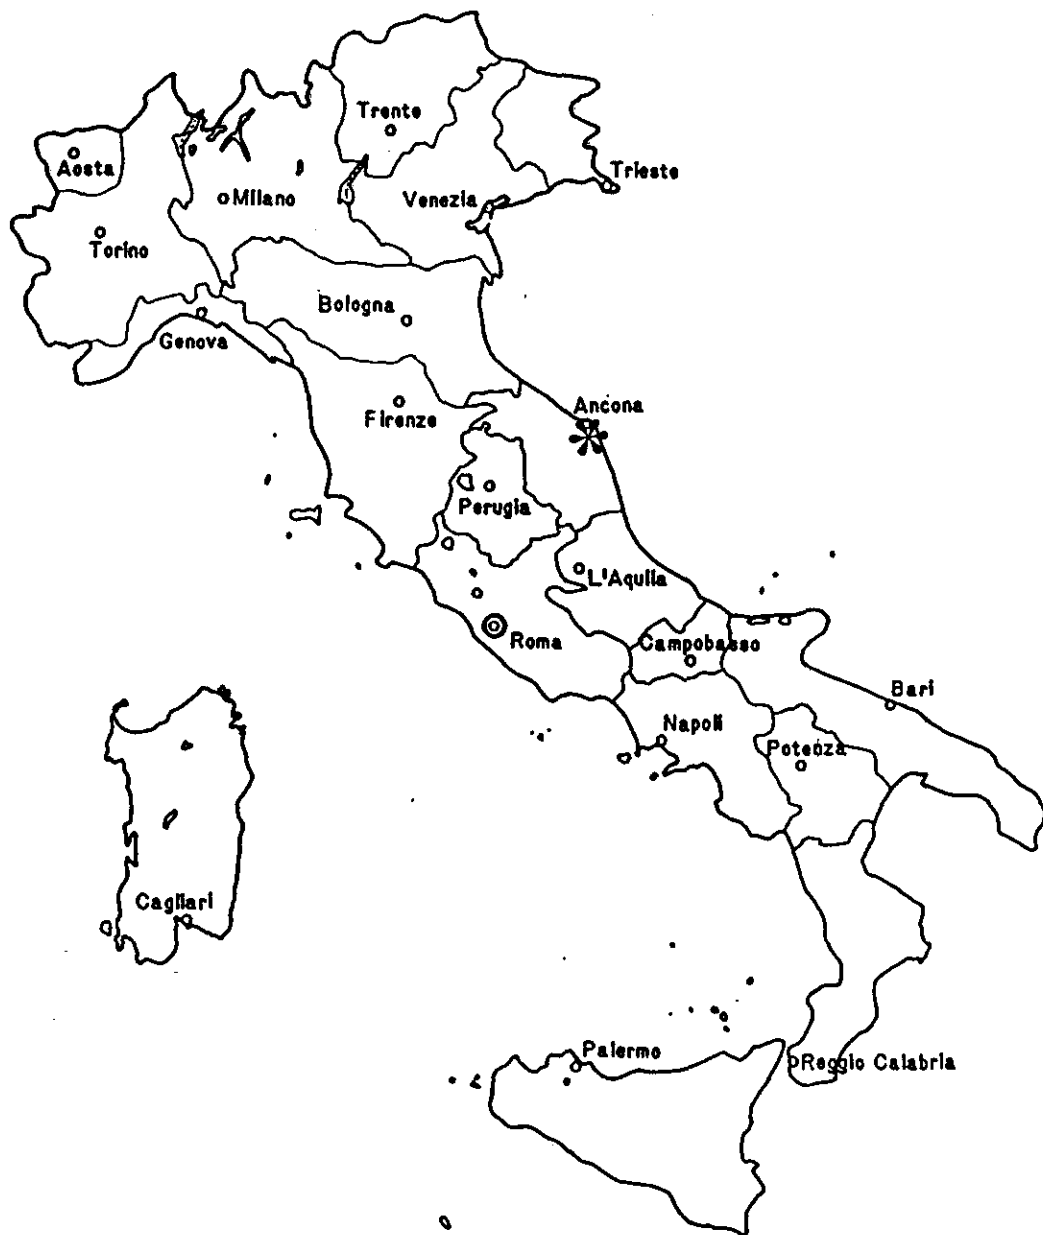 Trento
Aosta
Trieste
Milano
Venezia
Torino
Bologna
Genova
Ancona
Firenze
Perugia
L'Aquila
Roma
Campobasso
Bari
Napoli
Potenza
Cagliari
Palermo
Reggio Calabria